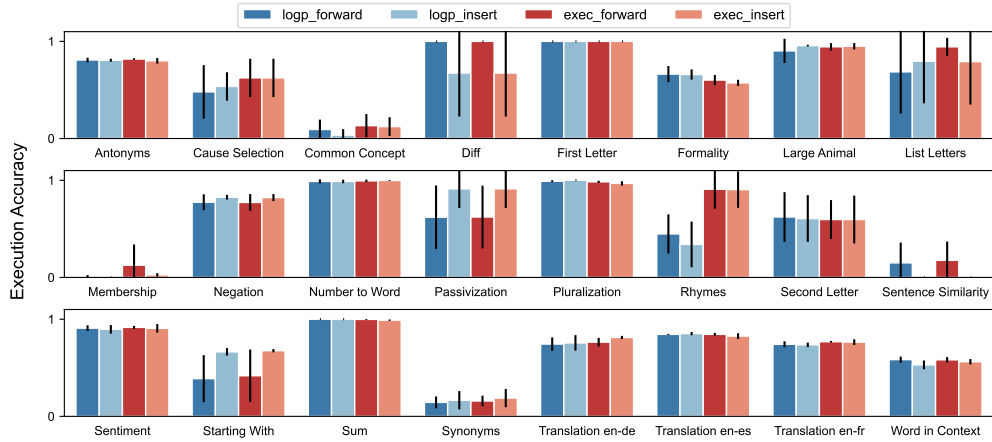 logp_forward logp_insert exec_forward exec_insert
Execution Accuracy
1
0
Antonyms Cause Selection Common Concept Diff First Letter Formality Large Animal List Letters
1
0
Membership Negation Number to Word Passivization Pluralization Rhymes Second Letter Sentence Similarity
1
0
Sentiment Starting With Sum Synonyms Translation en-de Translation en-es Translation en-fr Word in Context